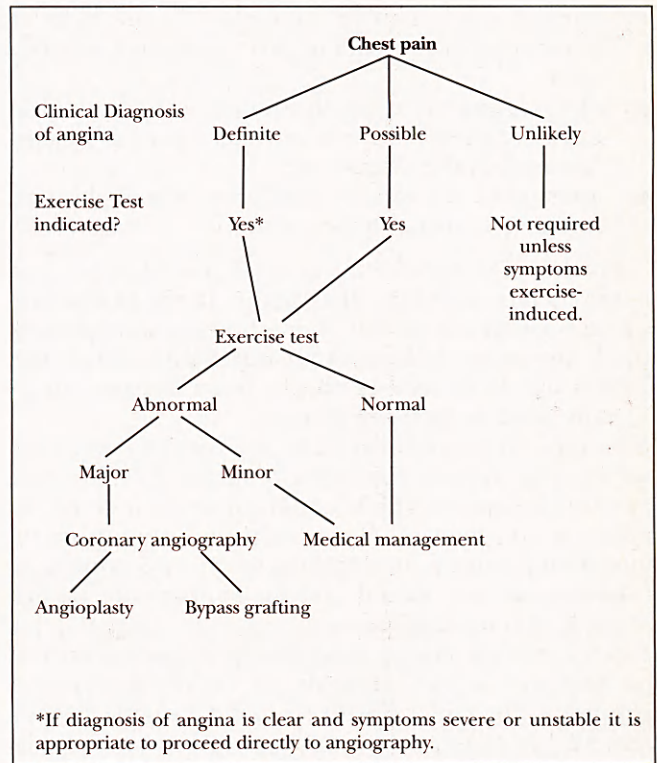 Chest pain
Clinical Diagnosis
of angina
Definite
Possible
Unlikely
Exercise Test
indicated?
Yes*
Yes
Not required
unless
symptoms
exercise-
induced.
Exercise test
Abnormal
Normal
Major
Minor
Coronary angiography
Medical management
Angioplasty
Bypass grafting
*If diagnosis of angina is clear and symptoms severe or unstable it is
appropriate to proceed directly to angiography.